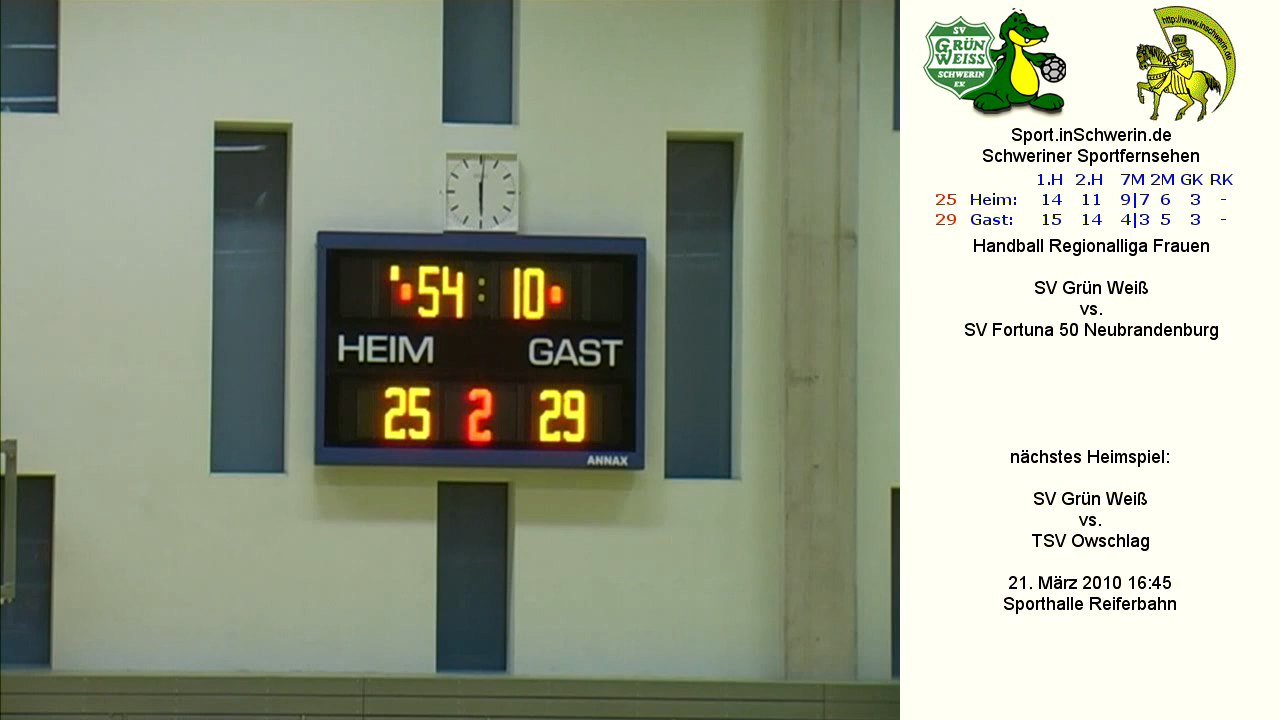 54 : 10
HEIM GAST
25 2 29
ANNAX
SV
GRÜN
WEISS
SCHWERIN
E.V.
http://www.inschwerin.de
Sport.inSchwerin.de
Schweriner Sportfernsehen
1.H 2.H 7M 2M GK RK
25 Heim: 14 11 9|7 6 3 -
29 Gast: 15 14 4|3 5 3 -
Handball Regionalliga Frauen
SV Grün Weiß
vs.
SV Fortuna 50 Neubrandenburg
nächstes Heimspiel:
SV Grün Weiß
vs.
TSV Owschlag
21. März 2010 16:45
Sporthalle Reiferbahn